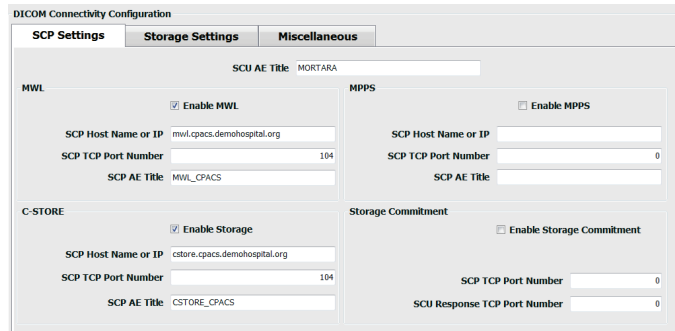 DICOM Connectivity Configuration
SCP Settings Storage Settings Miscellaneous
SCU AE Title MORTARA
MWL
Enable MWL
SCP Host Name or IP mwl.cpacs.demohospital.org
SCP TCP Port Number 104
SCP AE Title MWL_CPACS
MPPS
Enable MPPS
SCP Host Name or IP
SCP TCP Port Number 0
SCP AE Title
C-STORE
Enable Storage
SCP Host Name or IP cstore.cpacs.demohospital.org
SCP TCP Port Number 104
SCP AE Title CSTORE_CPACS
Storage Commitment
Enable Storage Commitment
SCP TCP Port Number 0
SCU Response TCP Port Number 0